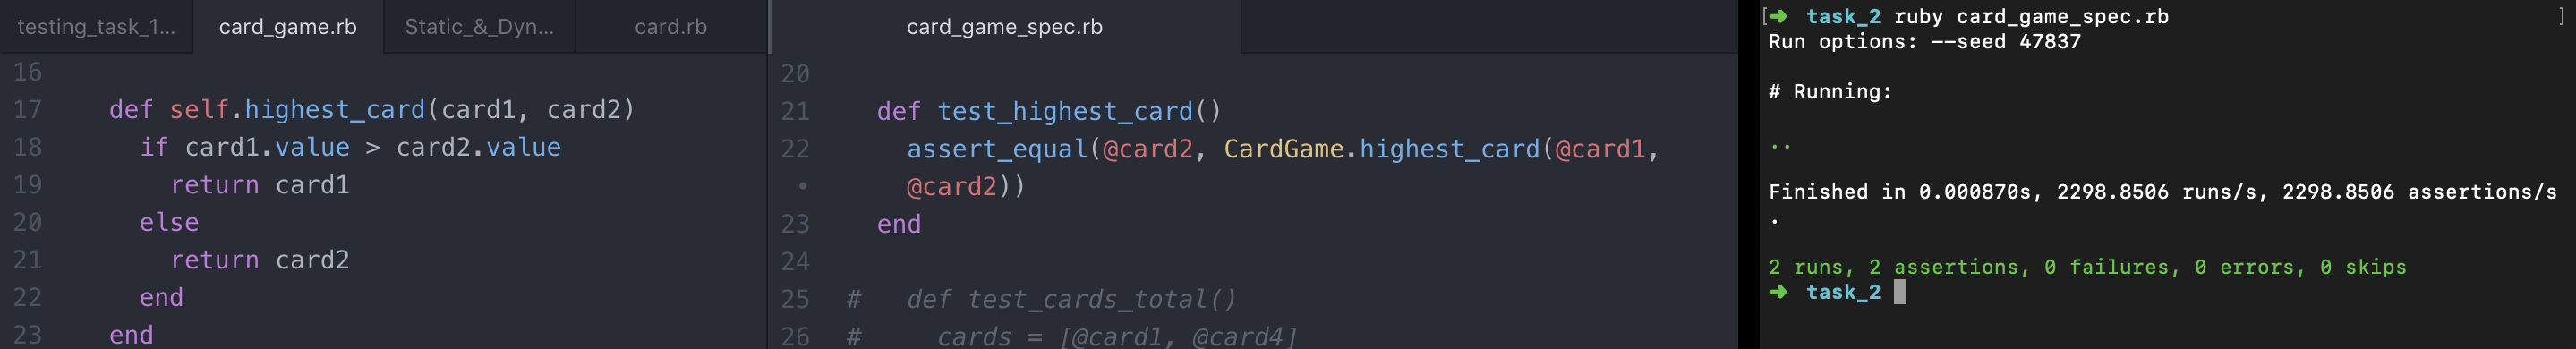 testing_task_1...
card_game.rb
Static_&_Dyn...
card.rb
16
17 def self.highest_card(card1, card2)
18 if card1.value > card2.value
19 return card1
20 else
21 return card2
22 end
23 end
card_game_spec.rb
20
21 def test_highest_card()
22 assert_equal(@card2, CardGame.highest_card(@card1,
• @card2))
23 end
24
25 # def test_cards_total()
26 # cards = [@card1, @card4]
[➜ task_2 ruby card_game_spec.rb ]
Run options: --seed 47837
# Running:
..
Finished in 0.000870s, 2298.8506 runs/s, 2298.8506 assertions/s
.
2 runs, 2 assertions, 0 failures, 0 errors, 0 skips
➜ task_2